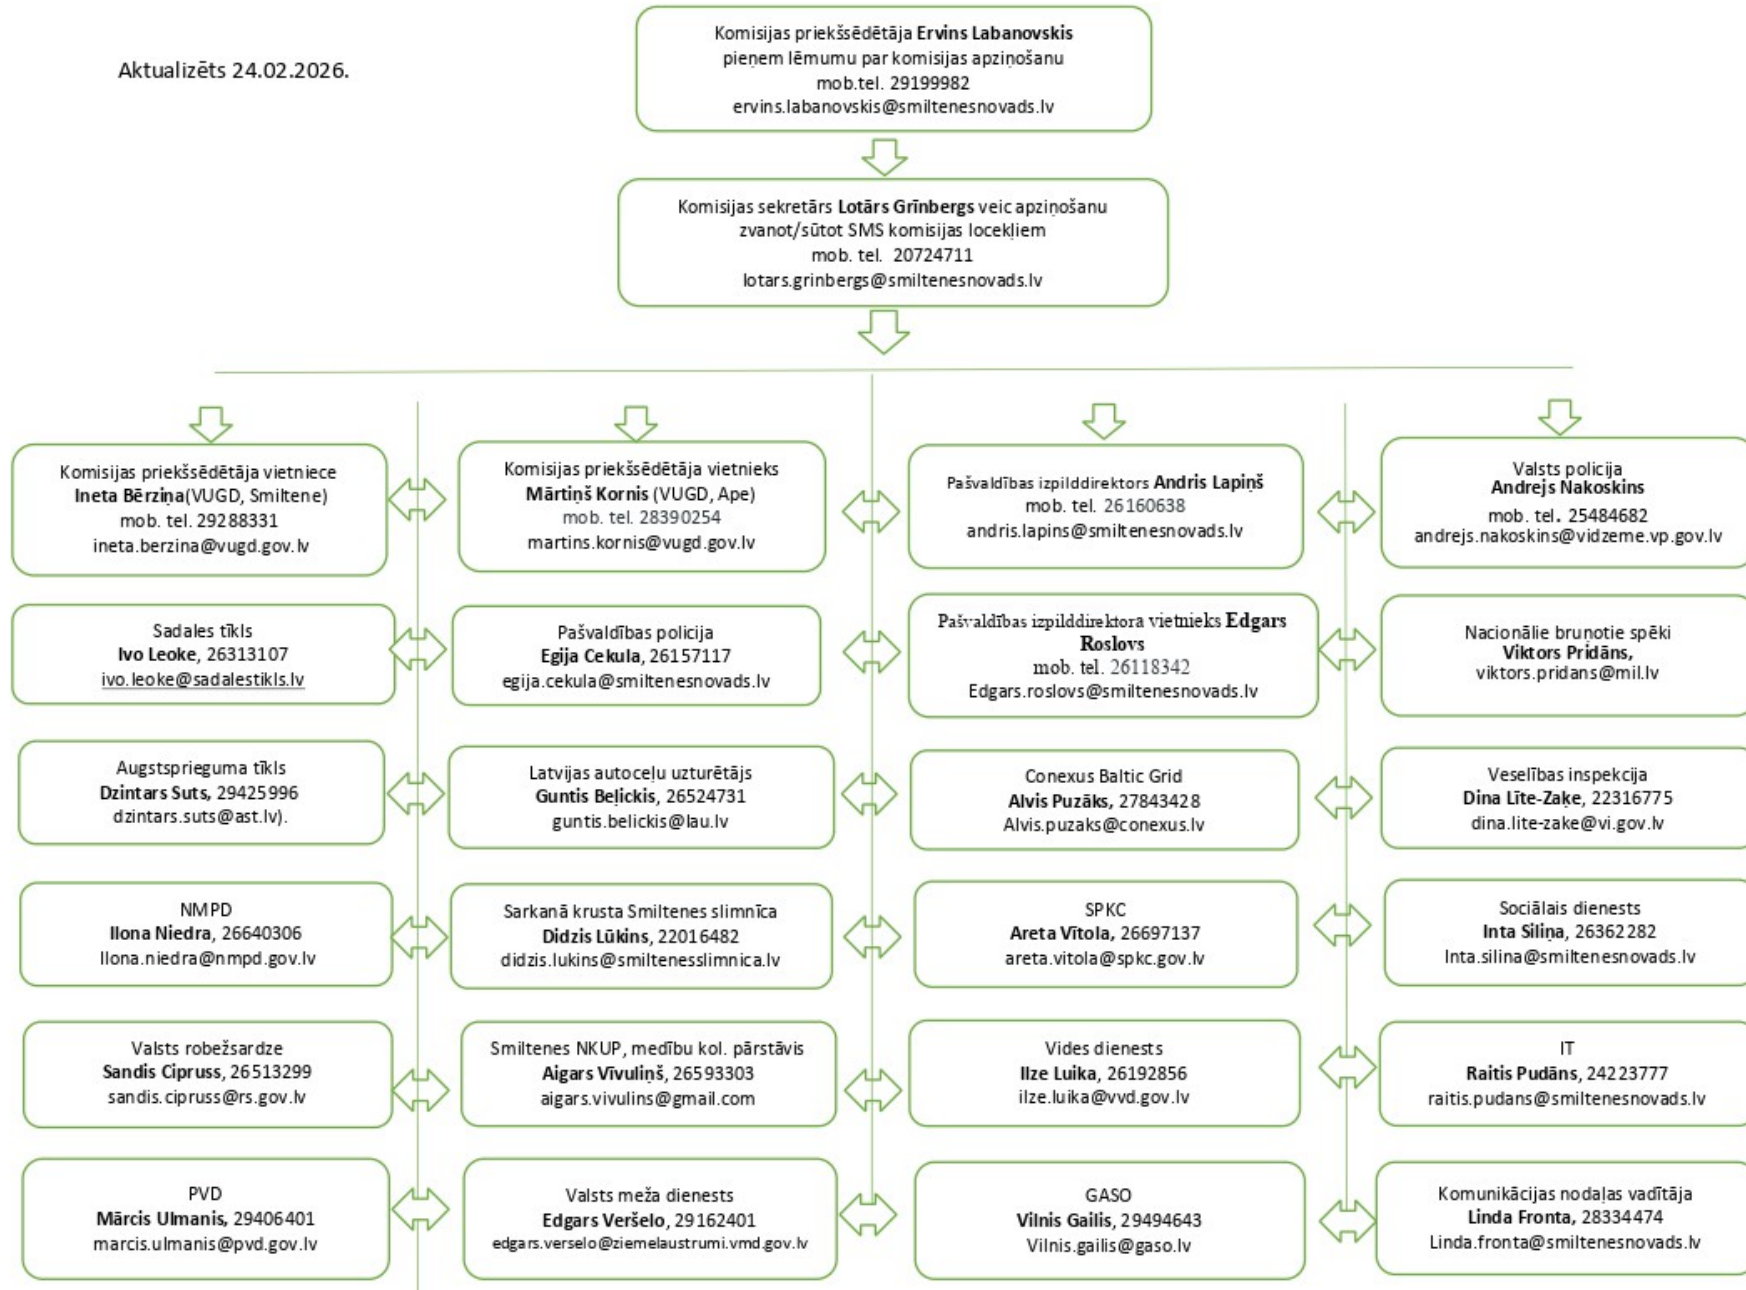 Aktualizēts 24.02.2026.
Komisijas priekšsēdētāja Ervins Labanovskis
pieņem lēmumu par komisijas apziņošanu
mob.tel. 29199982
ervins.labanovskis@smiltenesnovads.lv
Komisijas sekretārs Lotārs Grīnbergs veic apziņošanu
zvanot/sūtot SMS komisijas locekļiem
mob. tel. 20724711
lotars.grinbergs@smiltenesnovads.lv
Komisijas priekšsēdētāja vietniece
Ineta Bērziņa(VUGD, Smiltene)
mob. tel. 29288331
ineta.berzina@vugd.gov.lv
Komisijas priekšsēdētāja vietnieks
Mārtiņš Kornis (VUGD, Ape)
mob. tel. 28390254
martins.kornis@vugd.gov.lv
Pašvaldības izpilddirektors Andris Lapiņš
mob. tel. 26160638
andris.lapins@smiltenesnovads.lv
Valsts policija
Andrejs Nakoskins
mob. tel. 25484682
andrejs.nakoskins@vidzeme.vp.gov.lv
Sadales tīkls
Ivo Leoke, 26313107
ivo.leoke@sadalestikls.lv
Pašvaldības policija
Egija Cekula, 26157117
egija.cekula@smiltenesnovads.lv
Pašvaldības izpilddirektora vietnieks Edgars
Roslovs
mob. tel. 26118342
Edgars.roslovs@smiltenesnovads.lv
Nacionālie bruņotie spēki
Viktors Pridāns,
viktors.pridans@mil.lv
Augstsprieguma tīkls
Dzintars Suts, 29425996
dzintars.suts@ast.lv).
Latvijas autoceļu uzturētājs
Guntis Beļickis, 26524731
guntis.belickis@lau.lv
Conexus Baltic Grid
Alvis Puzāks, 27843428
Alvis.puzaks@conexus.lv
Veselības inspekcija
Dina Līte-Zaķe, 22316775
dina.lite-zake@vi.gov.lv
NMPD
Ilona Niedra, 26640306
Ilona.niedra@nmpd.gov.lv
Sarkanā krusta Smiltenes slimnīca
Didzis Lūkins, 22016482
didzis.lukins@smiltenesslimnica.lv
SPKC
Areta Vītola, 26697137
areta.vitola@spkc.gov.lv
Sociālais dienests
Inta Siliņa, 26362282
Inta.silina@smiltenesnovads.lv
Valsts robežsardze
Sandis Cipruss, 26513299
sandis.cipruss@rs.gov.lv
Smiltenes NKUP, medību kol. pārstāvis
Aigars Vīvuliņš, 26593303
aigars.vivulins@gmail.com
Vides dienests
Ilze Luika, 26192856
ilze.luika@vvd.gov.lv
IT
Raitis Pudāns, 24223777
raitis.pudans@smiltenesnovads.lv
PVD
Mārcis Ulmanis, 29406401
marcis.ulmanis@pvd.gov.lv
Valsts meža dienests
Edgars Veršelo, 29162401
edgars.verselo@ziemelaustrumi.vmd.gov.lv
GASO
Vilnis Gailis, 29494643
Vilnis.gailis@gaso.lv
Komunikācijas nodaļas vadītāja
Linda Fronta, 28334474
Linda.fronta@smiltenesnovads.lv